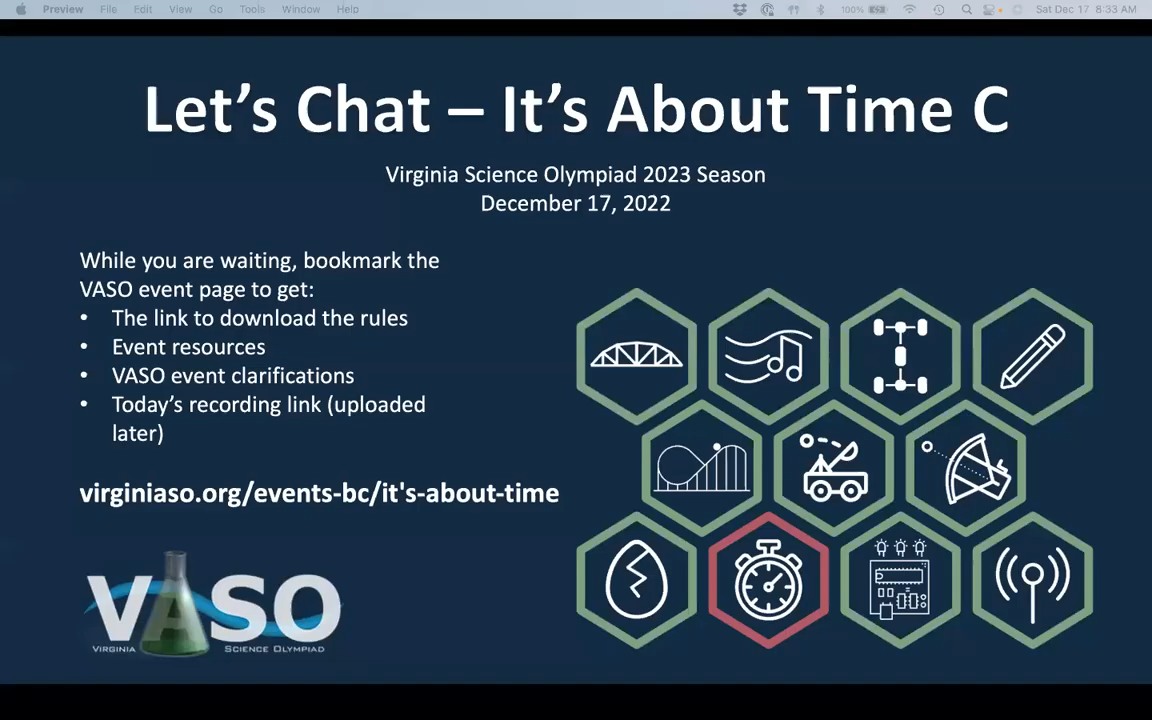 Preview File Edit View Go Tools Window Help 100% Sat Dec 17 8:33 AM
Let's Chat – It's About Time C
Virginia Science Olympiad 2023 Season
December 17, 2022
While you are waiting, bookmark the
VASO event page to get:
• The link to download the rules
• Event resources
• VASO event clarifications
• Today's recording link (uploaded
later)
virginiaso.org/events-bc/it's-about-time
VASO
VIRGINIA SCIENCE OLYMPIAD